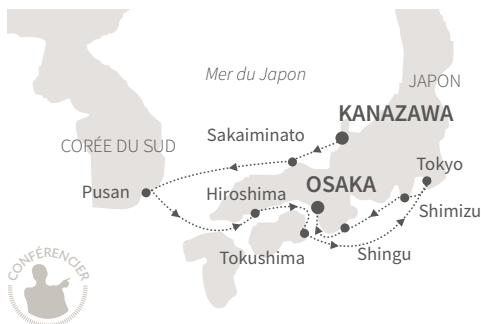 Mer du Japon
JAPON
KANAZAWA
Sakaiminato
CORÉE DU SUD
Tokyo
OSAKA
Hiroshima
Pusan
Shimizu
Shingu
Tokushima
CONFÉRENCIER